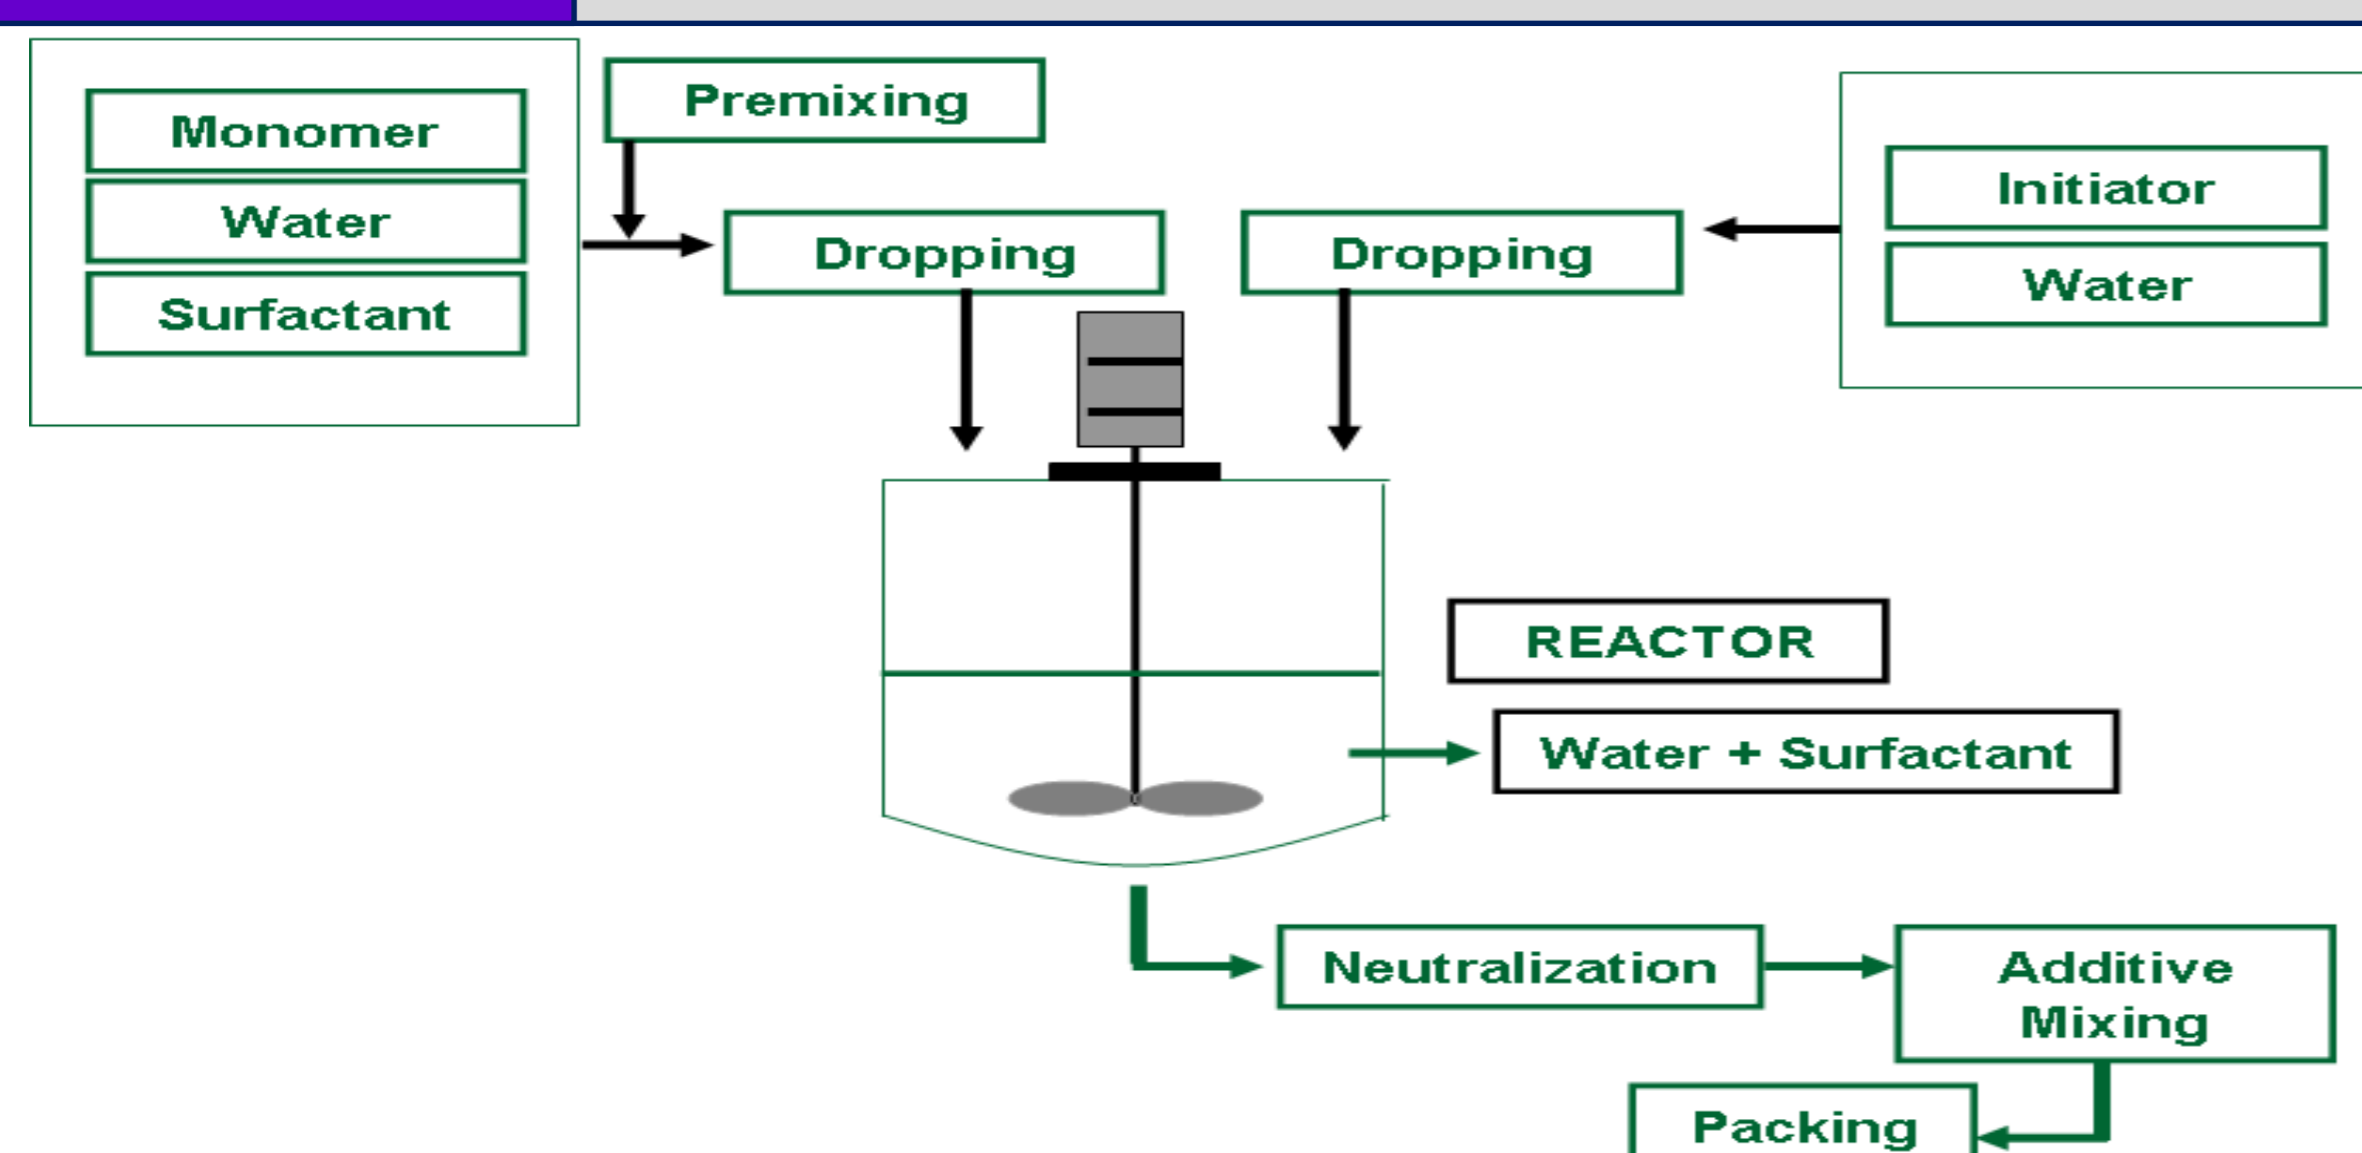 Monomer
Water
Surfactant
Premixing
Dropping
Dropping
Initiator
Water
REACTOR
Water + Surfactant
Neutralization
Additive
Mixing
Packing